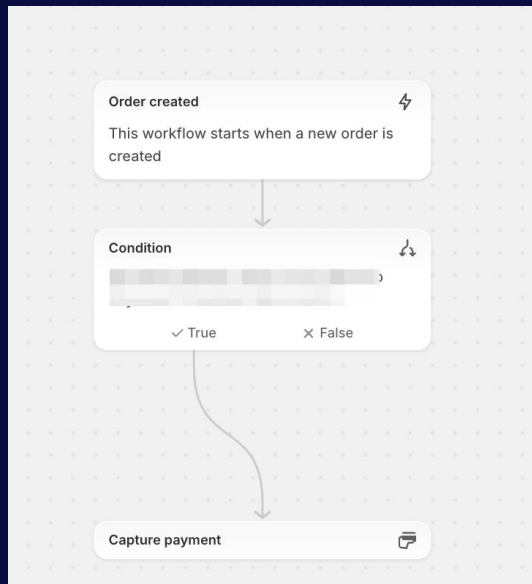 Order created
This workflow starts when a new order is
created
Condition
True
False
Capture payment